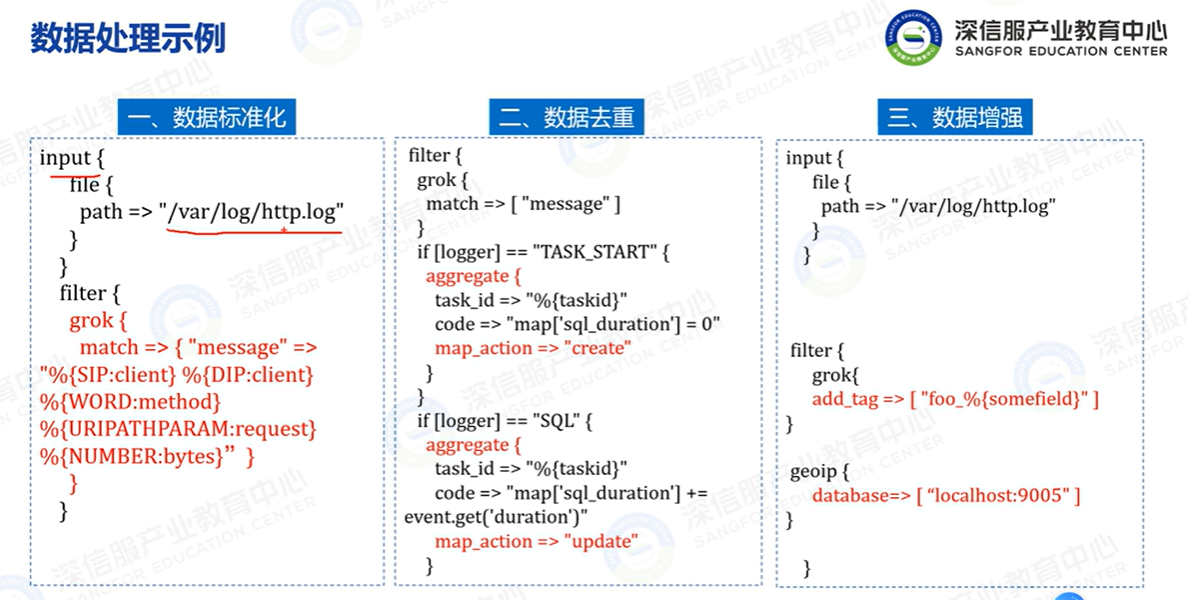 数据处理示例
深信服产业教育中心
SANGFOR EDUCATION CENTER
一、数据标准化
input {
file {
path => "/var/log/http.log"
}
}
filter {
grok {
match => { "message" =>
"%{SIP:client} %{DIP:client}
%{WORD:method}
%{URIPATHPARAM:request}
%{NUMBER:bytes}” }
}
}
二、数据去重
filter {
grok {
match => [ "message" ]
}
if [logger] == "TASK_START" {
aggregate {
task_id => "%{taskid}"
code => "map['sql_duration'] = 0"
map_action => "create"
}
}
if [logger] == "SQL" {
aggregate {
task_id => "%{taskid}"
code => "map['sql_duration'] +=
event.get('duration')"
map_action => "update"
}
三、数据增强
input {
file {
path => "/var/log/http.log"
}
}
filter {
grok{
add_tag => [ "foo_%{somefield}" ]
}
geoip {
database=> [ “localhost:9005" ]
}
}